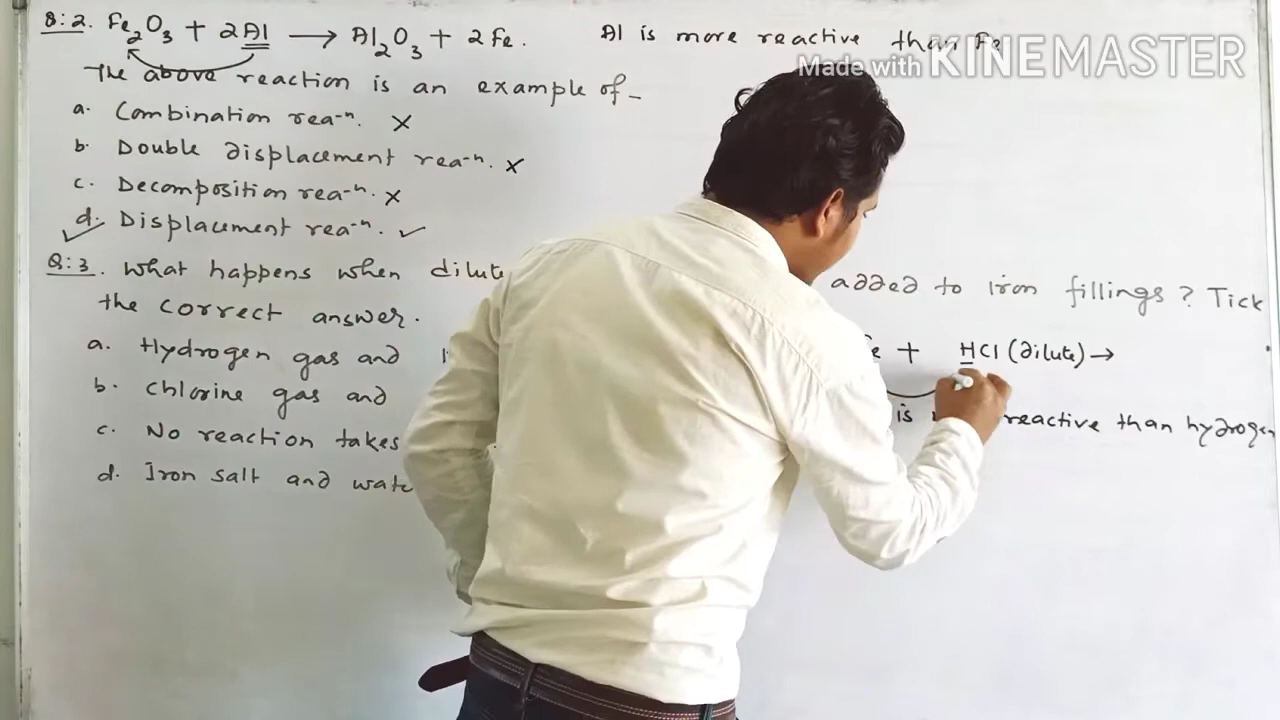 Q:2. Fe₂O₃ + 2Al ⟶ Al₂O₃ + 2Fe. Al is more reactive than Fe
Made with KINEMASTER
The above reaction is an example of -
a. Combination rea-n. ×
b. Double displacement rea-n. ×
c. Decomposition rea-n. ×
d. Displacement rea-n. ✓
Q:3. What happens when dilute added to iron fillings? Tick
the correct answer.
a. Hydrogen gas and
+ HCl (dilute) →
b. Chlorine gas and
is reactive than hydrogen
c. No reaction takes
d. Iron salt and